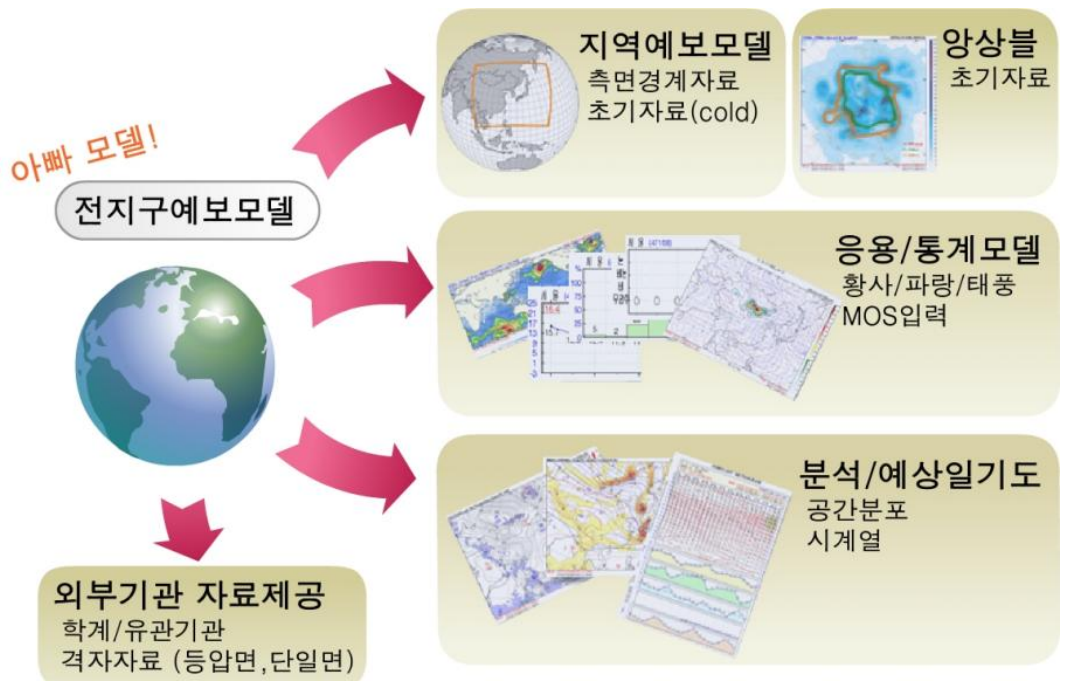 아빠 모델!
전지구예보모델
지역예보모델
측면경계자료
초기자료(cold)
앙상블
초기자료
응용/통계모델
황사/파랑/태풍
MOS입력
분석/예상일기도
공간분포
시계열
외부기관 자료제공
학계/유관기관
격자자료 (등압면,단일면)